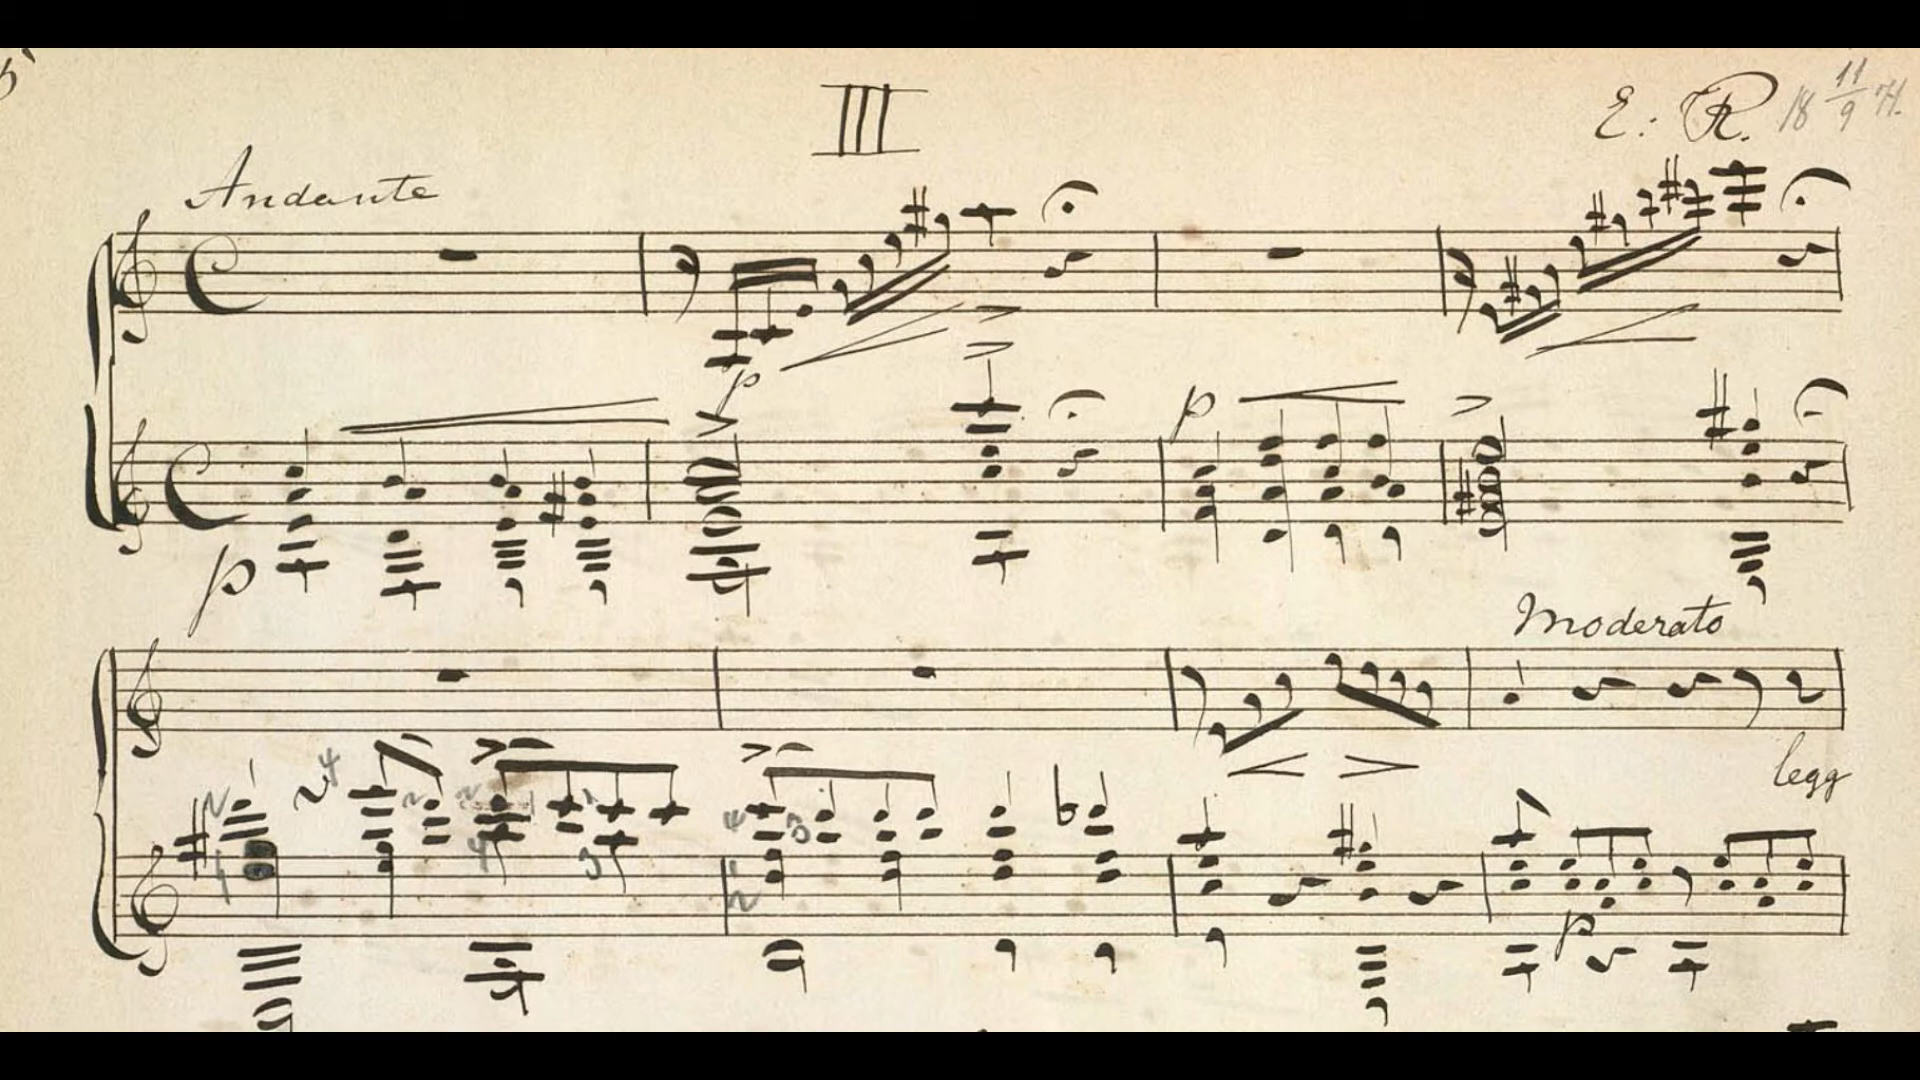 III
E. R. 18 11/9 71.
Andante
p
p
p
Moderato
legg
p